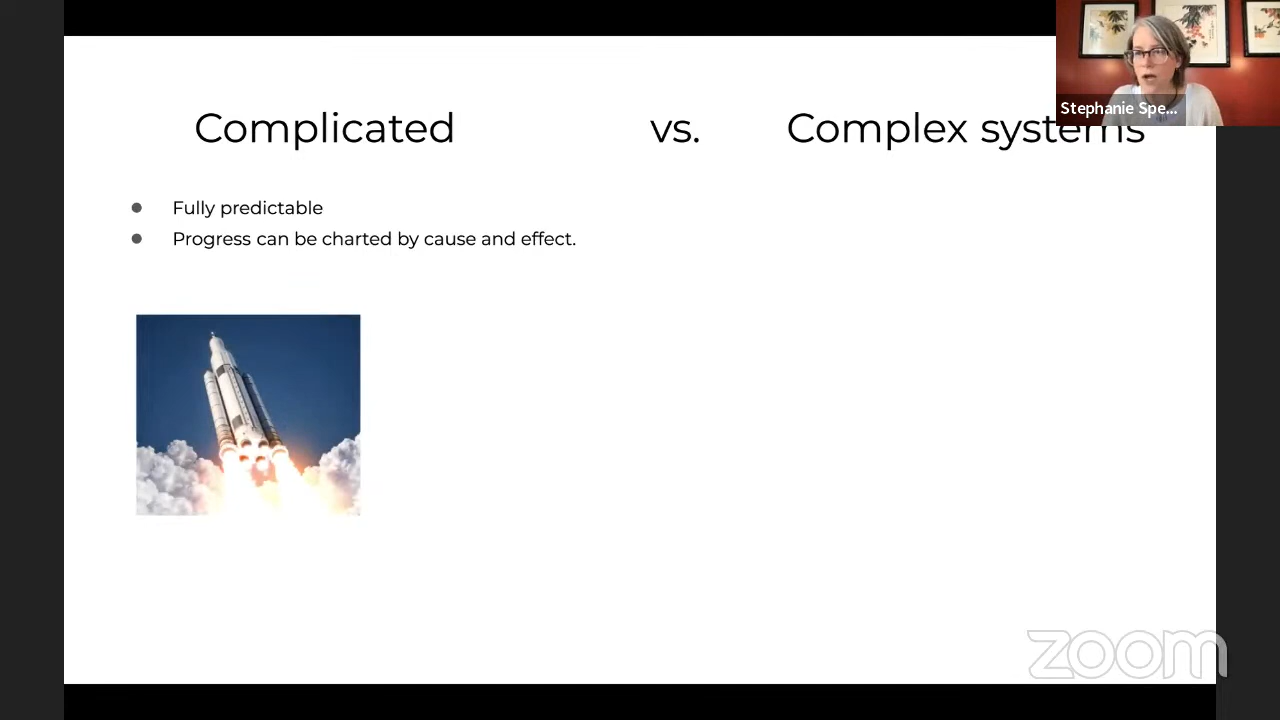 Stephanie Spe...
Complicated vs. Complex systems
Fully predictable
Progress can be charted by cause and effect.
zoom